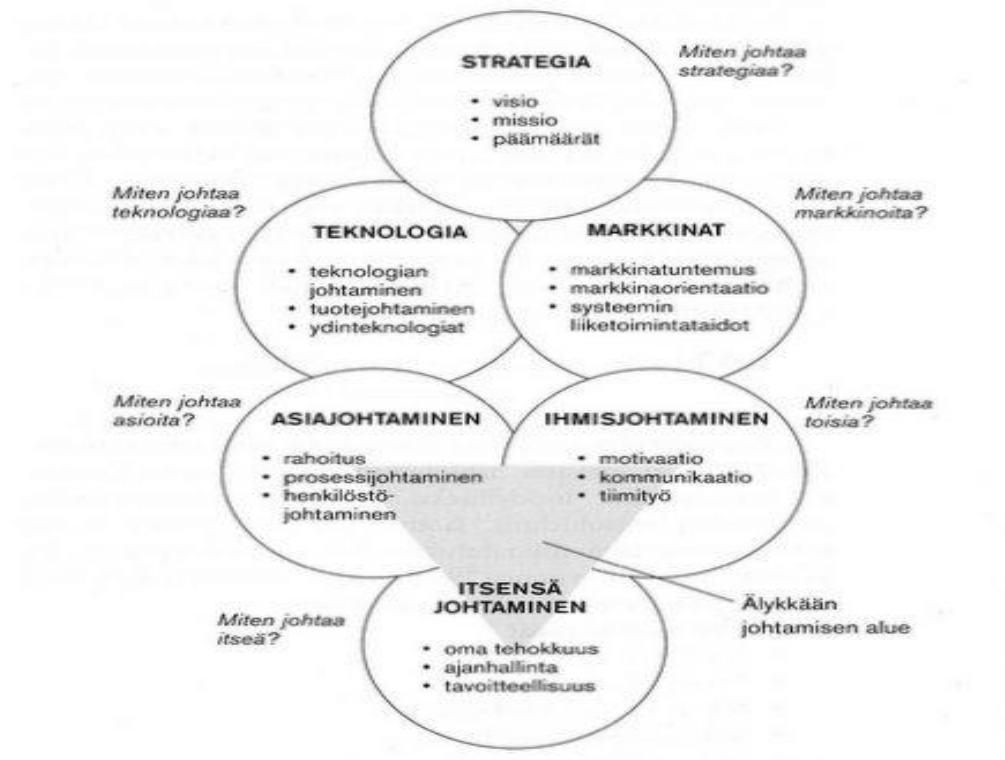 STRATEGIA
• visio
• missio
• päämäärät
Miten johtaa
strategiaa?
Miten johtaa
teknologiaa?
TEKNOLOGIA
• teknologian
johtaminen
• tuotejohtaminen
• ydinteknologiat
MARKKINAT
• markkinatuntemus
• markkinaorientaatio
• systeemin
liiketoimintataidot
Miten johtaa
markkinoita?
Miten johtaa
asioita?
ASIAJOHTAMINEN
• rahoitus
• prosessijohtaminen
• henkilöstö-
johtaminen
IHMISJOHTAMINEN
• motivaatio
• kommunikaatio
• tiimityö
Miten johtaa
toisia?
Miten johtaa
itseä?
ITSENSÄ
JOHTAMINEN
• oma tehokkuus
• ajanhallinta
• tavoitteellisuus
Älykkään
johtamisen alue